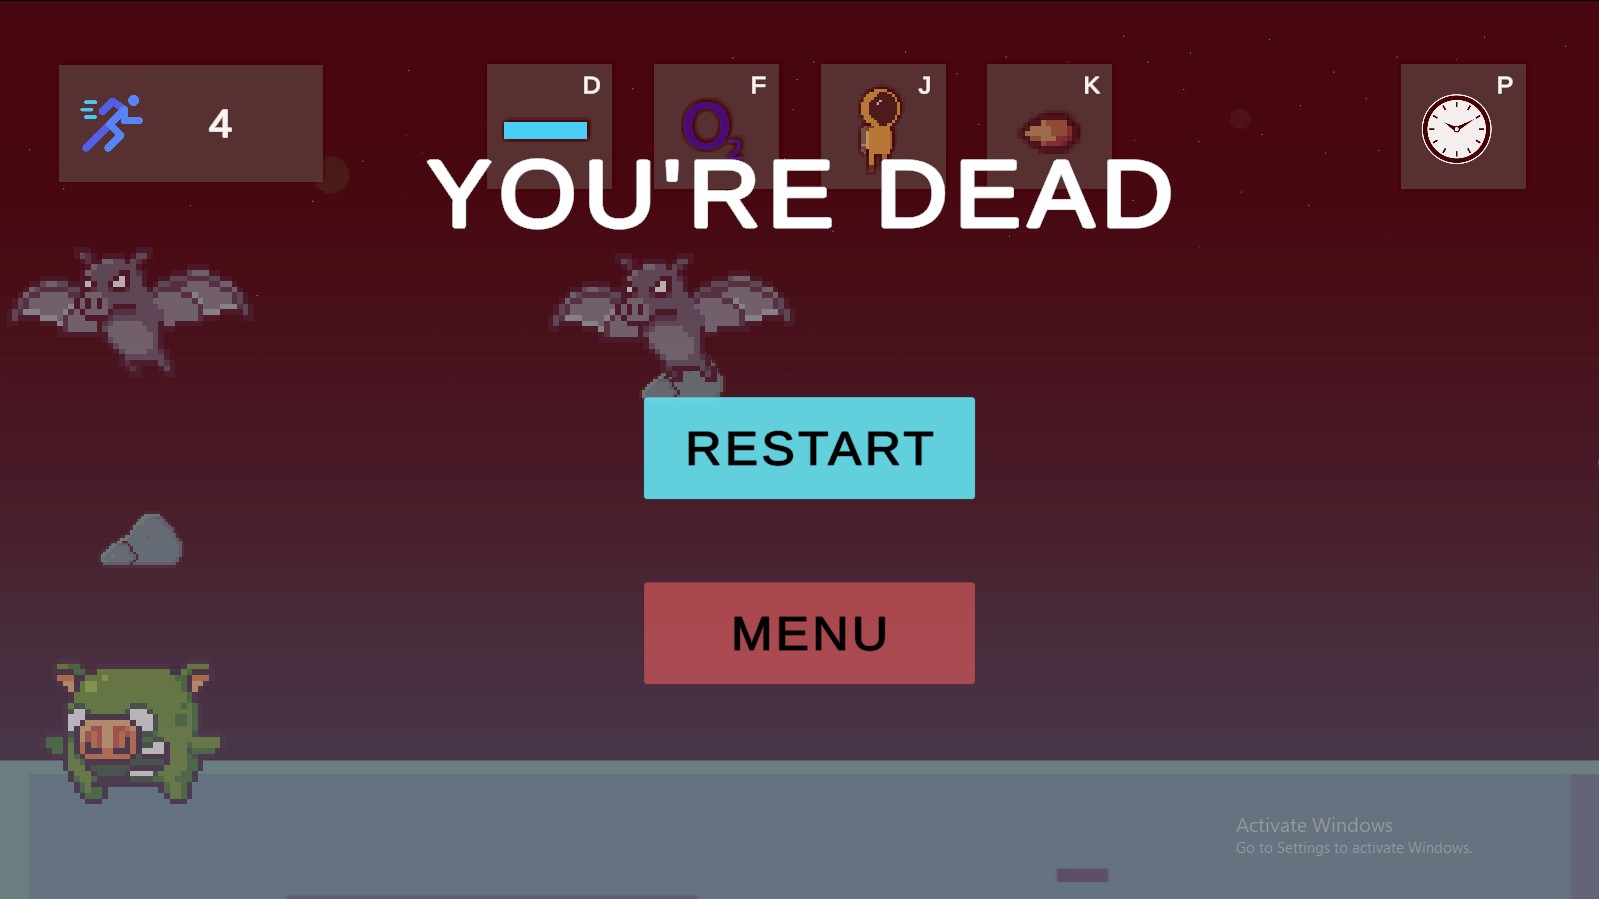 4
D
F
J
K
P
O2
YOU'RE DEAD
RESTART
MENU
Activate Windows
Go to Settings to activate Windows.